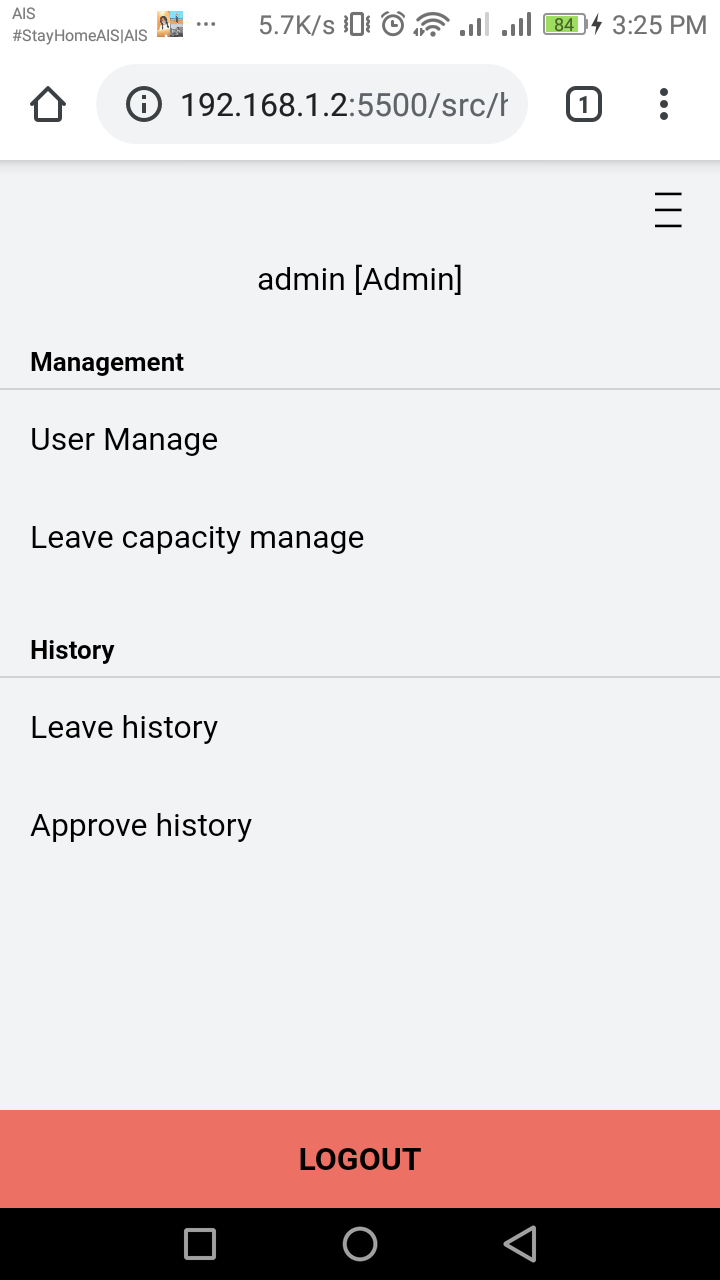 AIS
#StayHomeAIS|AIS
5.7K/s 84 3:25 PM
192.168.1.2:5500/src/h
1
admin [Admin]
Management
User Manage
Leave capacity manage
History
Leave history
Approve history
LOGOUT